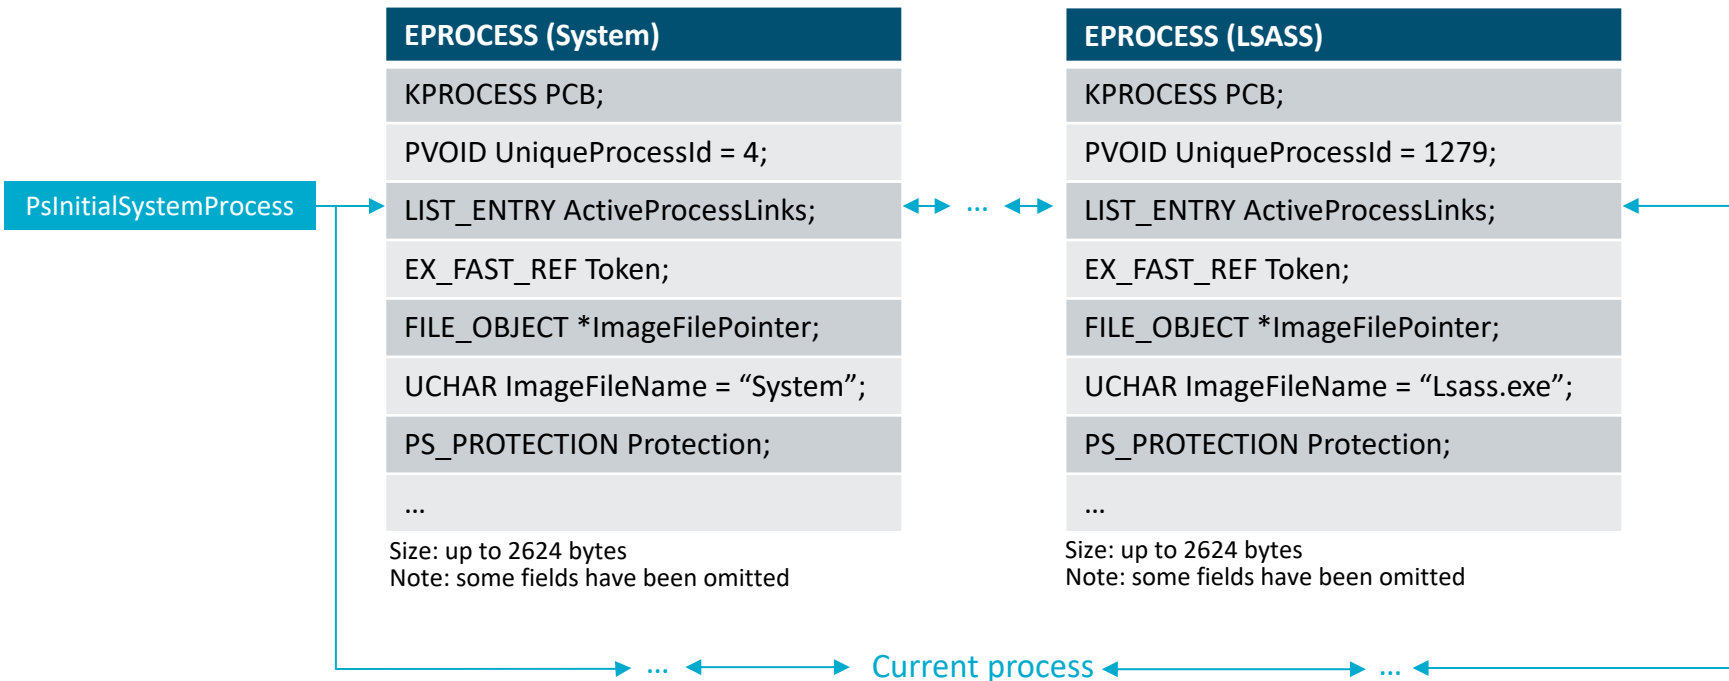 EPROCESS (System)
KPROCESS PCB;
PVOID UniqueProcessId = 4;
LIST_ENTRY ActiveProcessLinks;
EX_FAST_REF Token;
FILE_OBJECT *ImageFilePointer;
UCHAR ImageFileName = “System”;
PS_PROTECTION Protection;
...
Size: up to 2624 bytes
Note: some fields have been omitted
PsInitialSystemProcess
...
EPROCESS (LSASS)
KPROCESS PCB;
PVOID UniqueProcessId = 1279;
LIST_ENTRY ActiveProcessLinks;
EX_FAST_REF Token;
FILE_OBJECT *ImageFilePointer;
UCHAR ImageFileName = “Lsass.exe”;
PS_PROTECTION Protection;
...
Size: up to 2624 bytes
Note: some fields have been omitted
... Current process ...